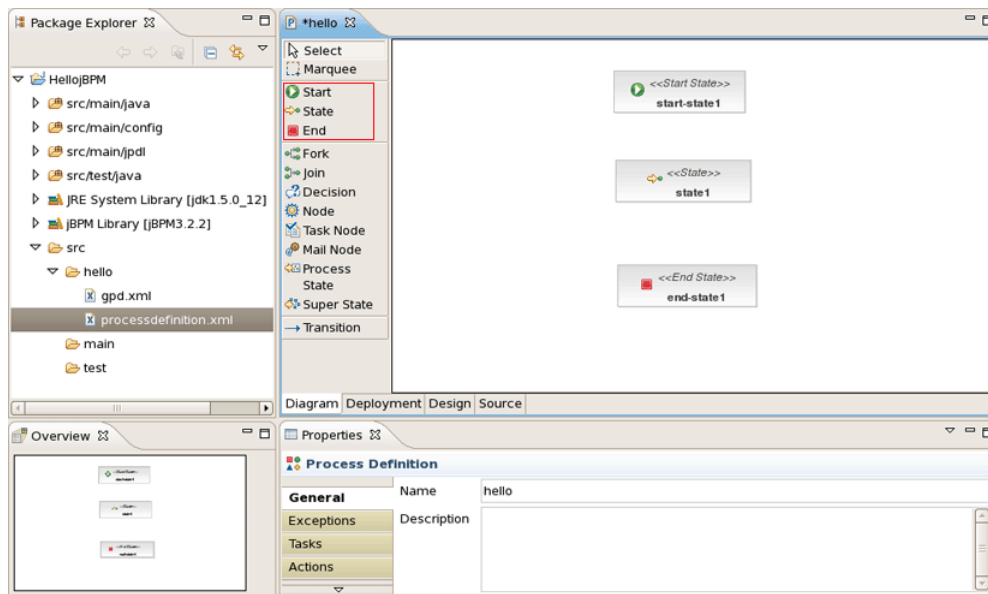 Package Explorer
HellojBPM
src/main/java
src/main/config
src/main/jpdl
src/test/java
JRE System Library [jdk1.5.0_12]
jBPM Library [jBPM3.2.2]
src
hello
gpd.xml
processdefinition.xml
main
test
*hello
Select
Marquee
Start
State
End
Fork
Join
Decision
Node
Task Node
Mail Node
Process
State
Super State
Transition
<<Start State>>
start-state1
<<State>>
state1
<<End State>>
end-state1
Diagram Deployment Design Source
Overview
Properties
Process Definition
General
Exceptions
Tasks
Actions
Name hello
Description